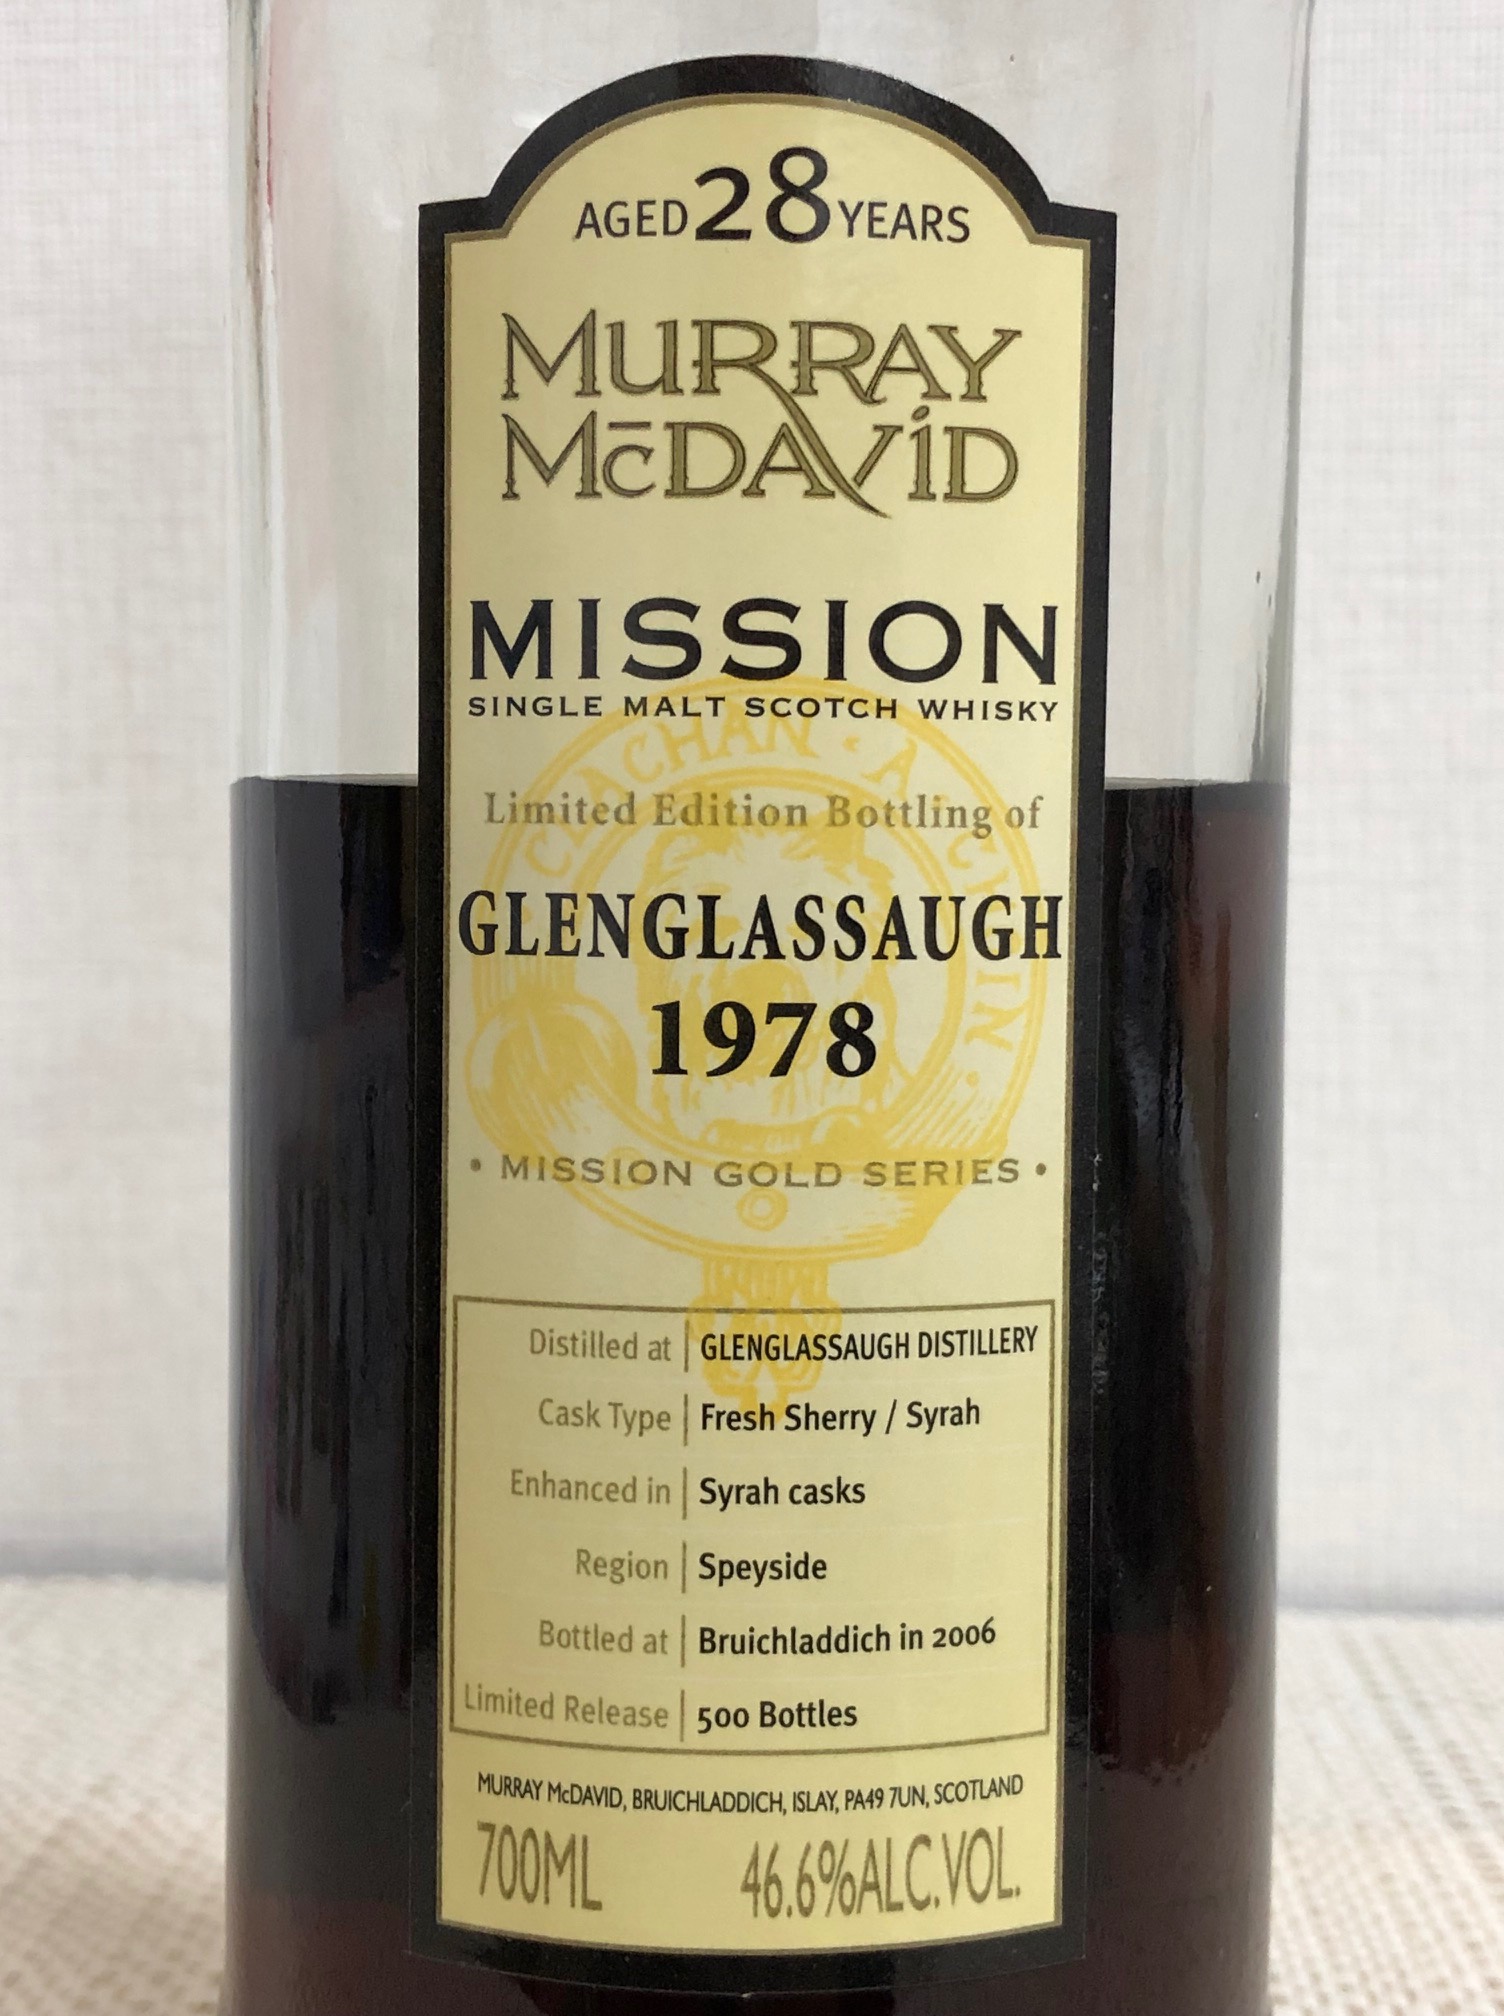 AGED 28 YEARS
MURRAY
McDAVID
MISSION
SINGLE MALT SCOTCH WHISKY
CLACHAN · A CHOIN ·
Limited Edition Bottling of
GLENGLASSAUGH
1978
• MISSION GOLD SERIES •
Distilled at | GLENGLASSAUGH DISTILLERY
Cask Type | Fresh Sherry / Syrah
Enhanced in | Syrah casks
Region | Speyside
Bottled at | Bruichladdich in 2006
Limited Release | 500 Bottles
MURRAY McDAVID, BRUICHLADDICH, ISLAY, PA49 7UN, SCOTLAND
700ML 46.6%ALC.VOL.